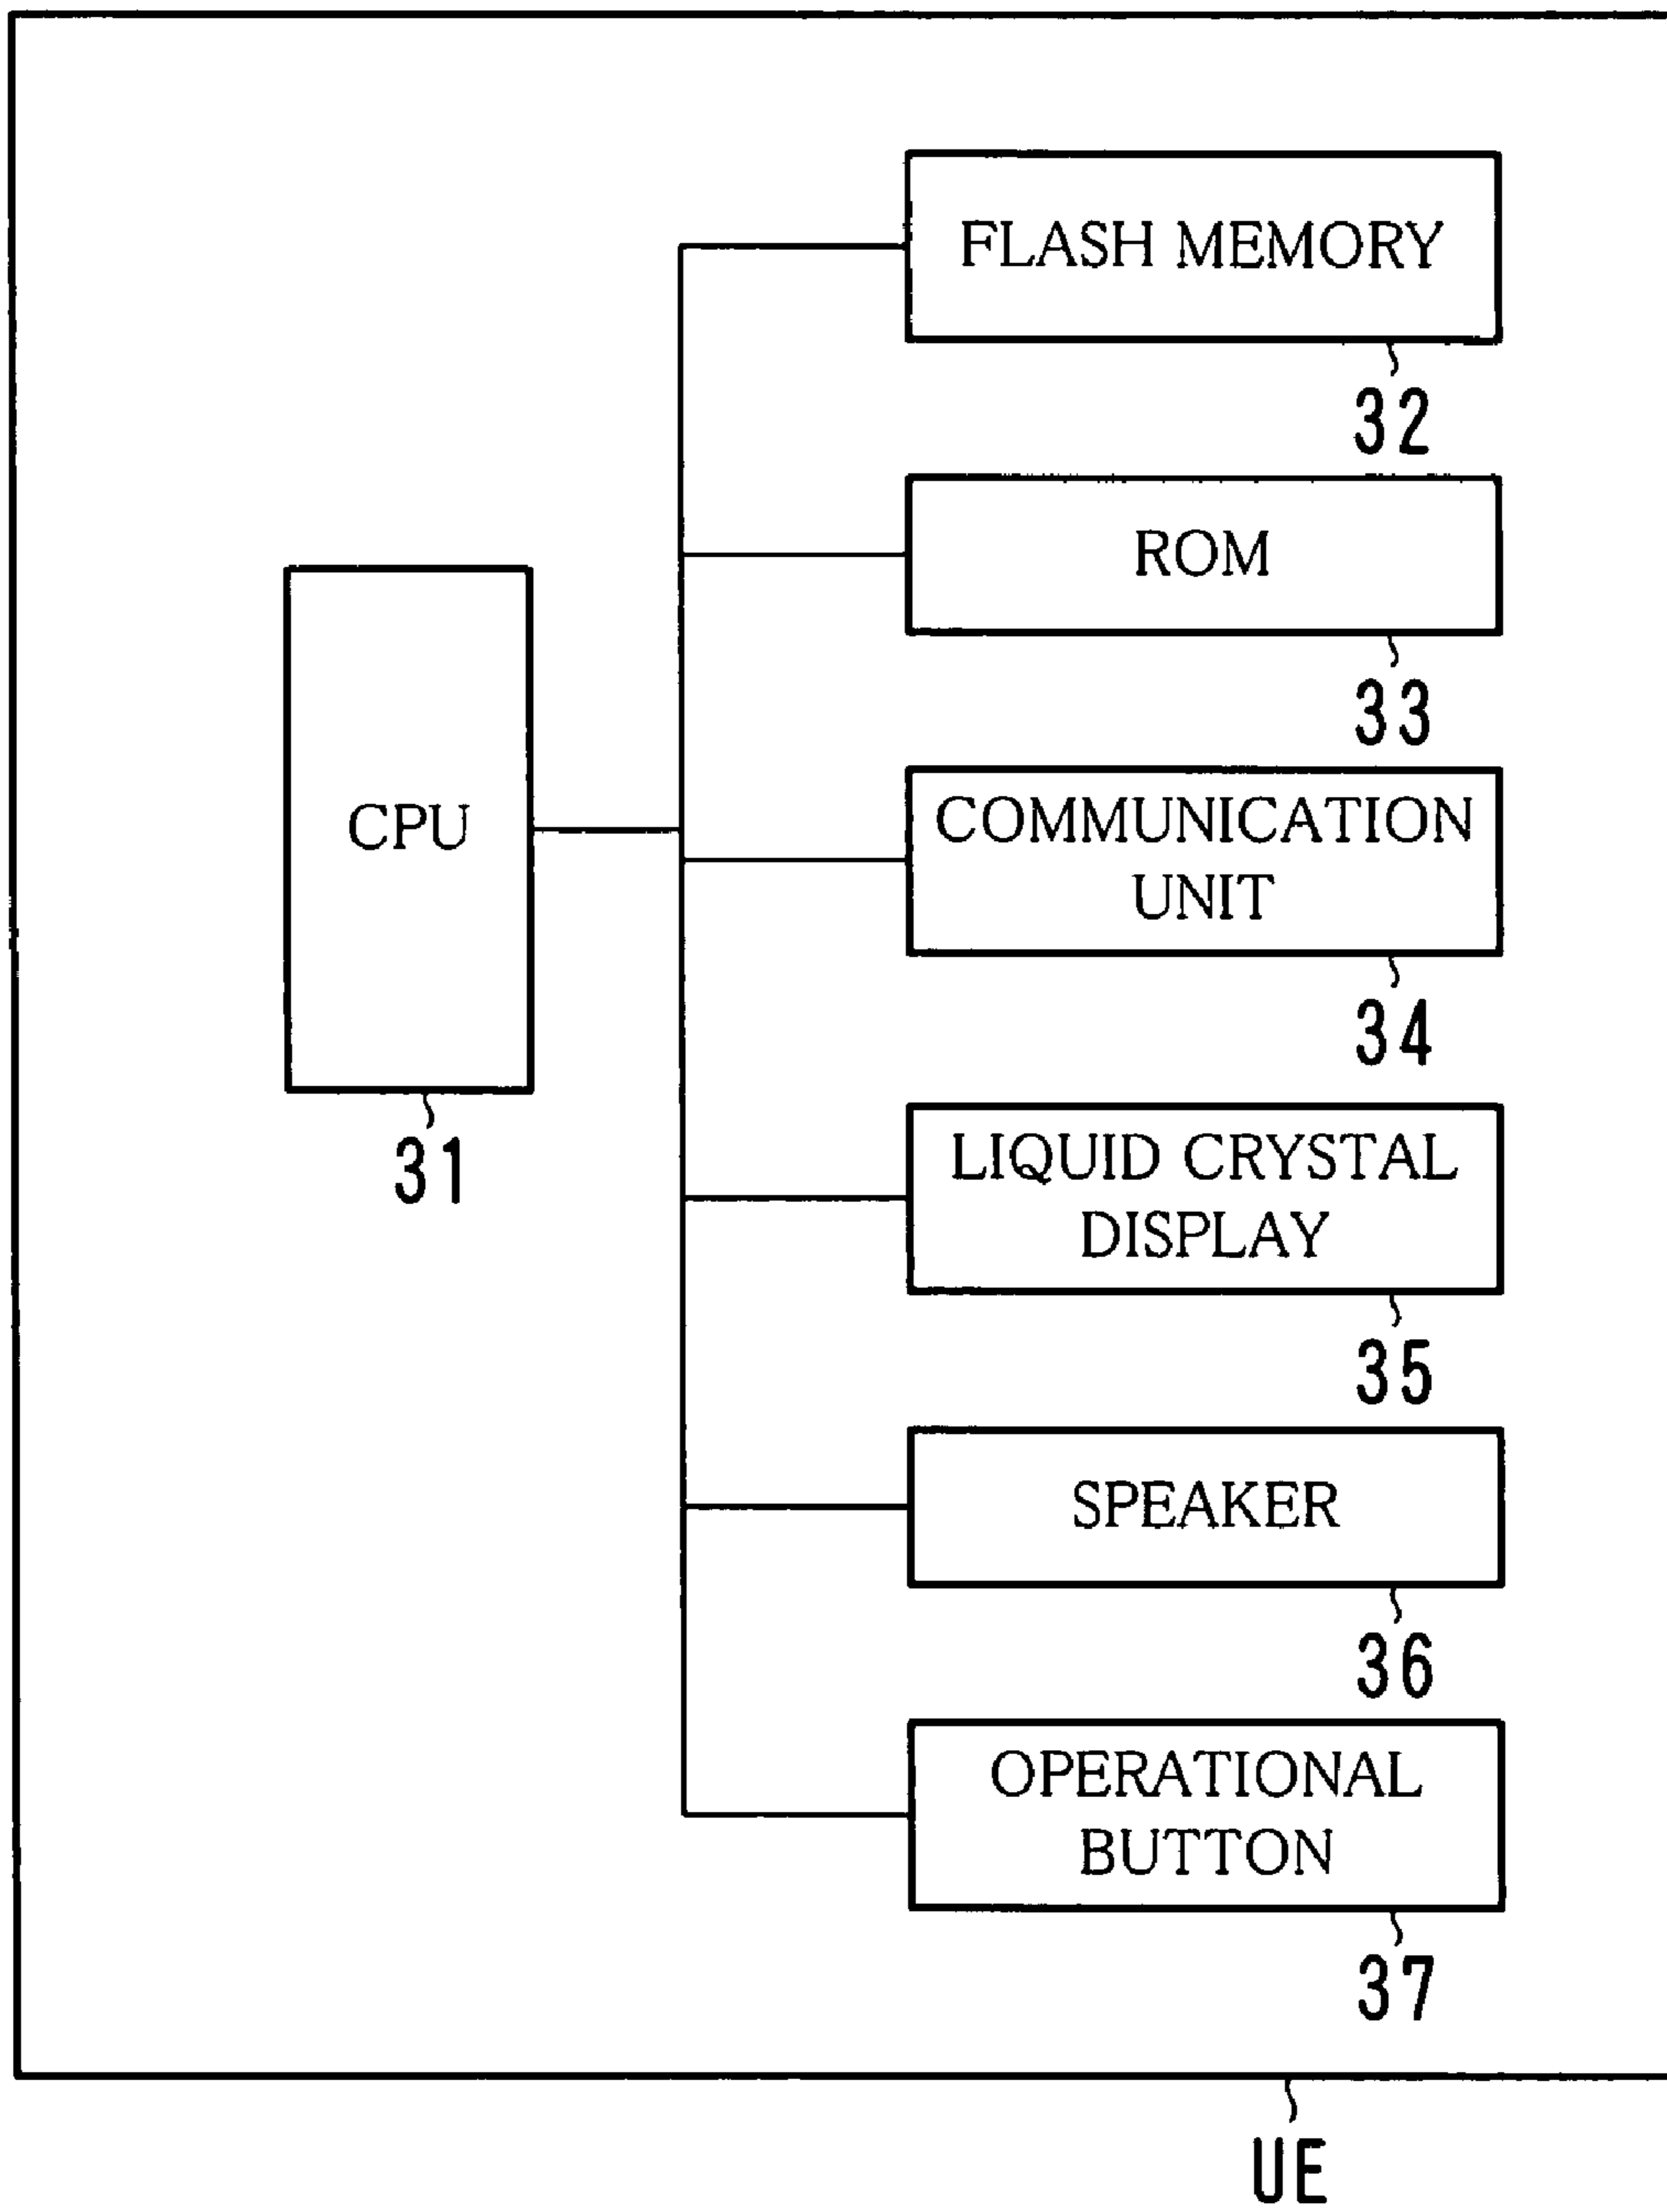 FLASH MEMORY
32
ROM
33
CPU
31
COMMUNICATION
UNIT
34
LIQUID CRYSTAL
DISPLAY
35
SPEAKER
36
OPERATIONAL
BUTTON
37
UE